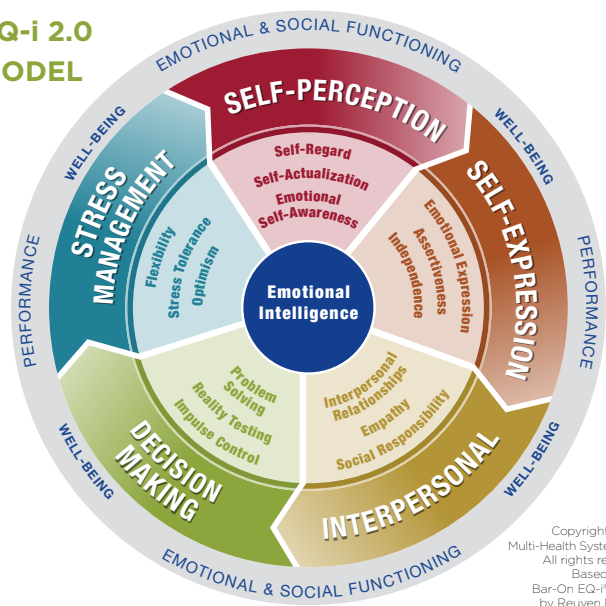 Q-i 2.0
ODEL
EMOTIONAL & SOCIAL FUNCTIONING
WELL-BEING
WELL-BEING
PERFORMANCE
PERFORMANCE
SELF-PERCEPTION
Self-Regard
Self-Actualization
Emotional
Self-Awareness
SELF-EXPRESSION
Emotional Expression
Assertiveness
Independence
STRESS
MANAGEMENT
Flexibility
Stress Tolerance
Optimism
Emotional
Intelligence
Problem
Solving
Reality Testing
Impulse Control
DECISION
MAKING
Interpersonal
Relationships
Empathy
Social Responsibility
INTERPERSONAL
WELL-BEING
WELL-BEING
EMOTIONAL & SOCIAL FUNCTIONING
Copyright
Multi-Health System
All rights re
Based
Bar-On EQ-i
by Reuven